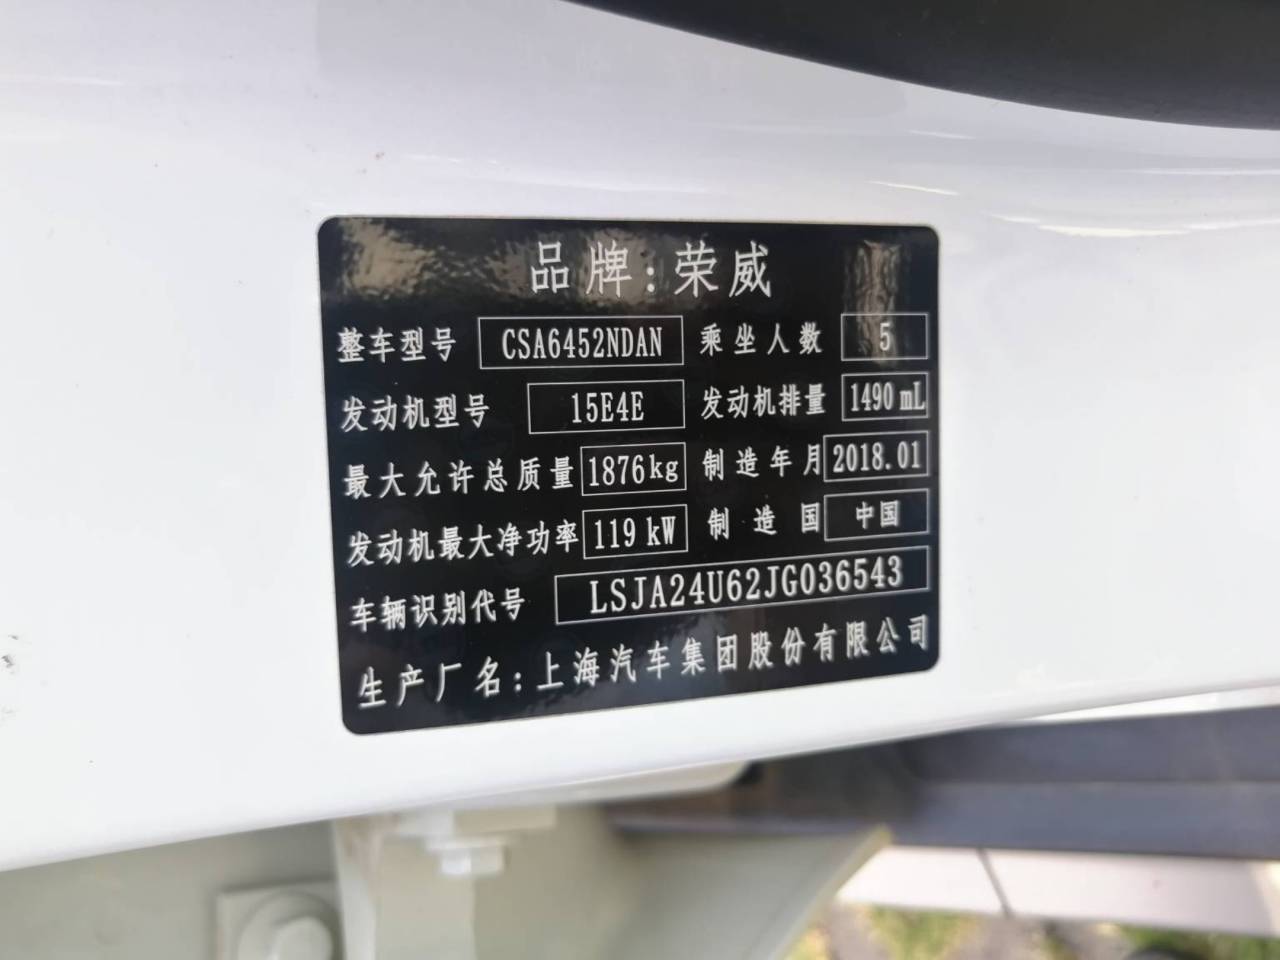 品牌:荣威
整车型号 CSA6452NDAN 乘坐人数 5
发动机型号 15E4E 发动机排量 1490 mL
最大允许总质量 1876kg 制造年月 2018.01
发动机最大净功率 119 kW 制造国 中国
车辆识别代号 LSJA24U62JG036543
生产厂名:上海汽车集团股份有限公司